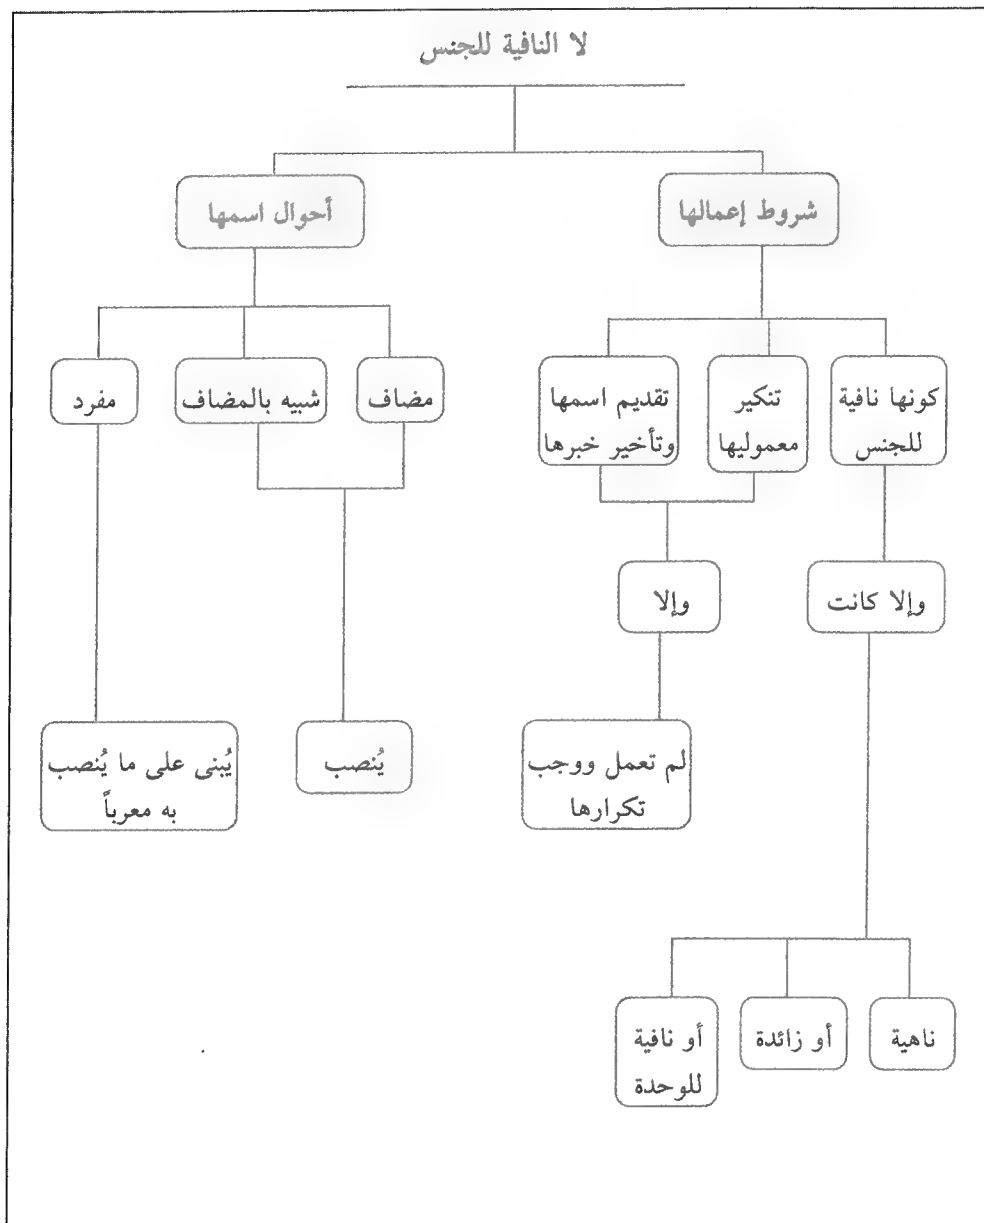 لا النافية للجنس
شروط إعمالها
أحوال اسمها
كونها نافية
للجنس
تنكير
معموليها
تقديم اسمها
وتأخير خبرها
مضاف
شبيه بالمضاف
مفرد
وإلا كانت
وإلا
لم تعمل ووجب
تكرارها
يُنصب
يُبنى على ما يُنصب
به معرباً
ناهية
أو زائدة
أو نافية
للوحدة